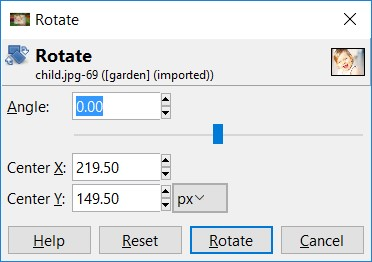 Rotate
Rotate
child.jpg-69 ([garden] (imported))
Angle: 0.00
Center X: 219.50
Center Y: 149.50 px
Help Reset Rotate Cancel